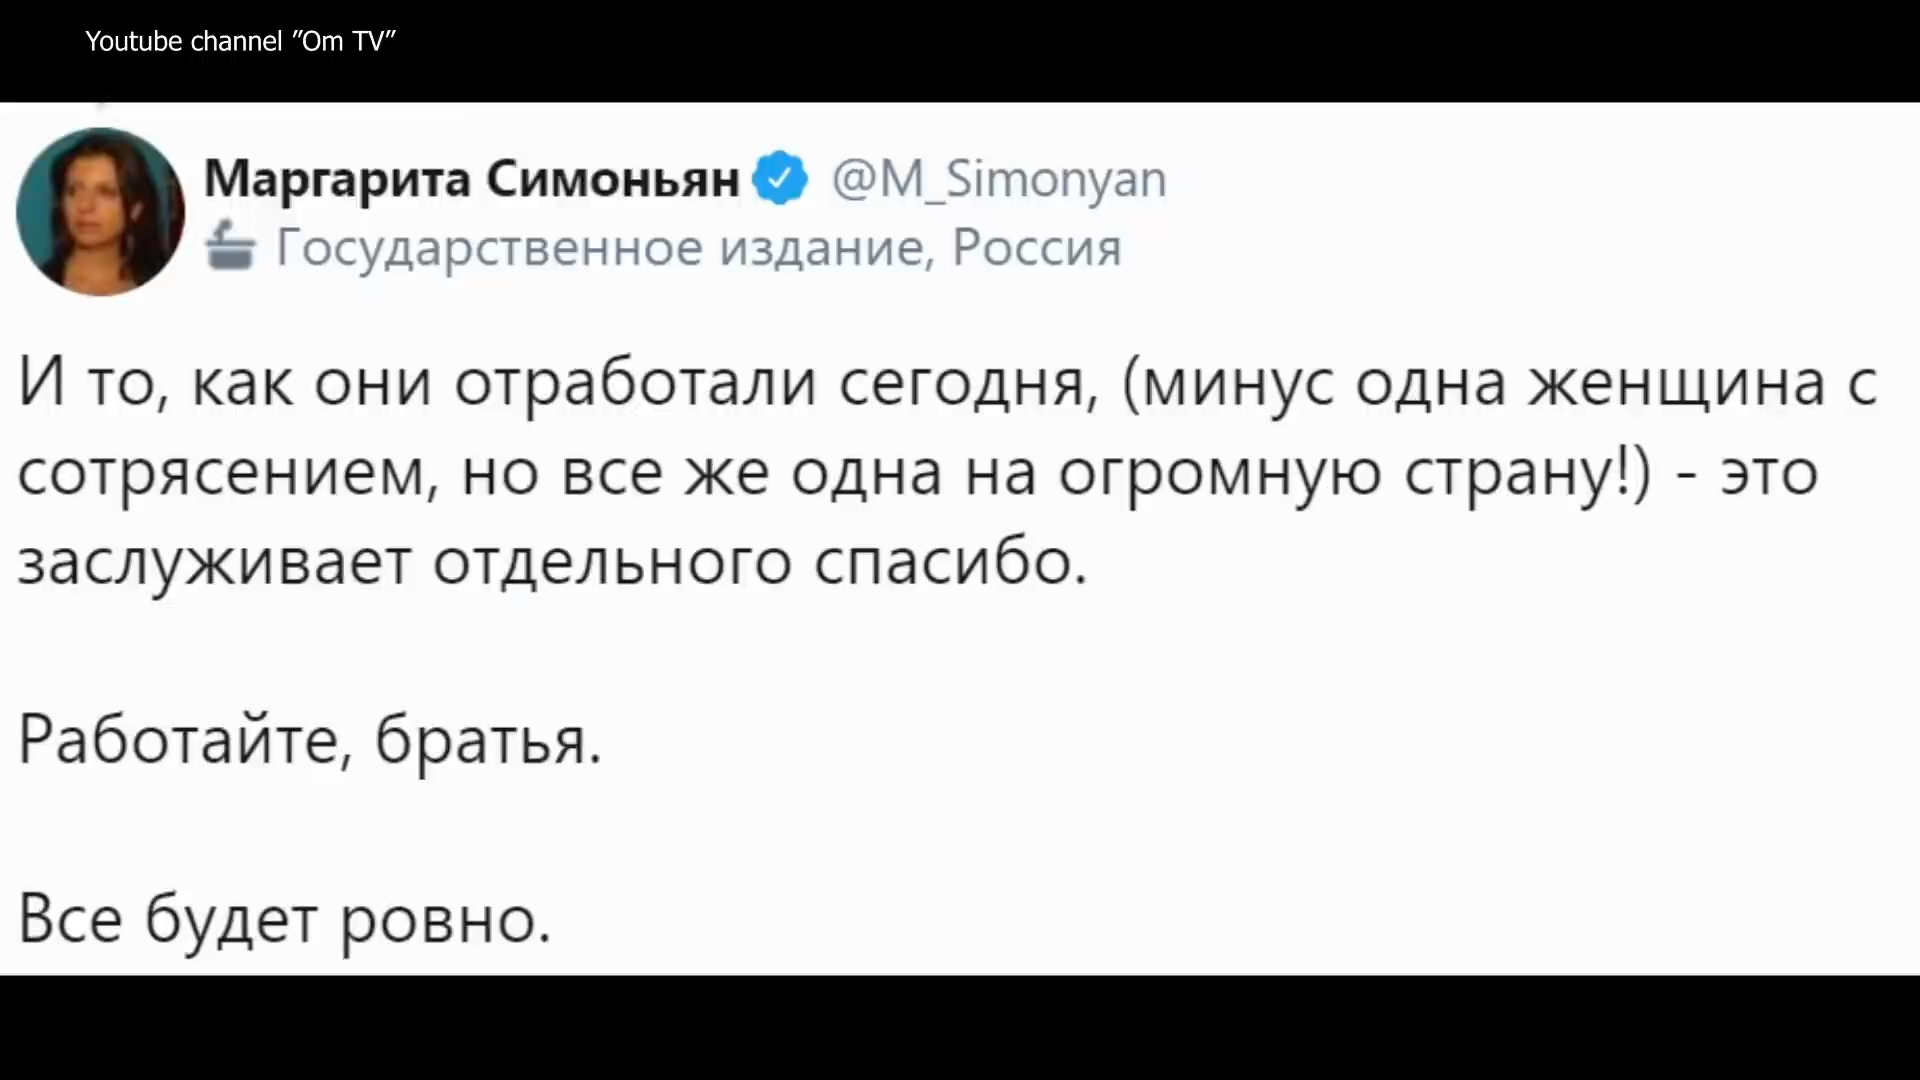 Youtube channel ”Om TV”
Маргарита Симоньян @M_Simonyan
Государственное издание, Россия
И то, как они отработали сегодня, (минус одна женщина с
сотрясением, но все же одна на огромную страну!) - это
заслуживает отдельного спасибо.
Работайте, братья.
Все будет ровно.